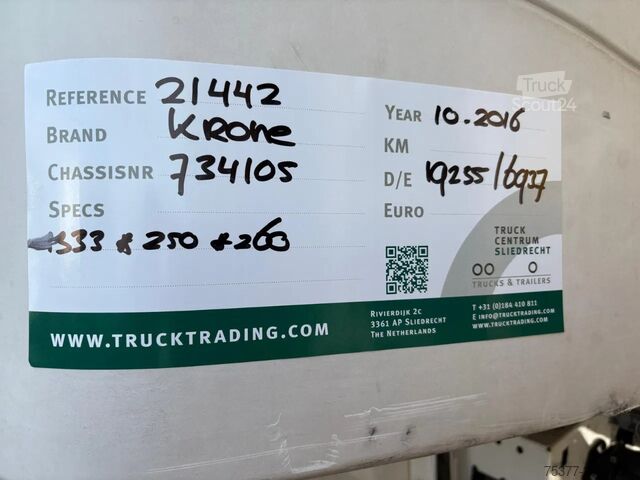 Truck
Scout24
REFERENCE 21442
BRAND KRONE
CHASSISNR 734105
SPECS
1333 * 250 * 260
YEAR 10.2016
KM
D/E 19255/6937
EURO
TRUCK
CENTRUM
SLIEDRECHT
TRUCKS & TRAILERS
WWW.TRUCKTRADING.COM
RIVIERDIJK 2C
3361 AP SLIEDRECHT
THE NETHERLANDS
T +31 (0)184 410 811
E INFO@TRUCKTRADING.COM
WWW.TRUCKTRADING.COM